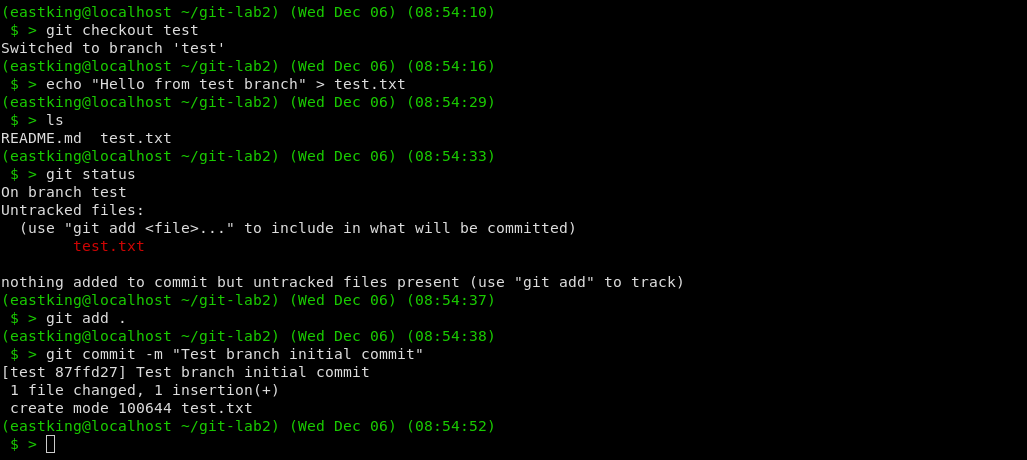 (eastking@localhost ~/git-lab2) (Wed Dec 06) (08:54:10)
 $ > git checkout test
Switched to branch 'test'
(eastking@localhost ~/git-lab2) (Wed Dec 06) (08:54:16)
 $ > echo "Hello from test branch" > test.txt
(eastking@localhost ~/git-lab2) (Wed Dec 06) (08:54:29)
 $ > ls
README.md  test.txt
(eastking@localhost ~/git-lab2) (Wed Dec 06) (08:54:33)
 $ > git status
On branch test
Untracked files:
  (use "git add <file>..." to include in what will be committed)
        test.txt

nothing added to commit but untracked files present (use "git add" to track)
(eastking@localhost ~/git-lab2) (Wed Dec 06) (08:54:37)
 $ > git add .
(eastking@localhost ~/git-lab2) (Wed Dec 06) (08:54:38)
 $ > git commit -m "Test branch initial commit"
[test 87ffd27] Test branch initial commit
 1 file changed, 1 insertion(+)
 create mode 100644 test.txt
(eastking@localhost ~/git-lab2) (Wed Dec 06) (08:54:52)
 $ >